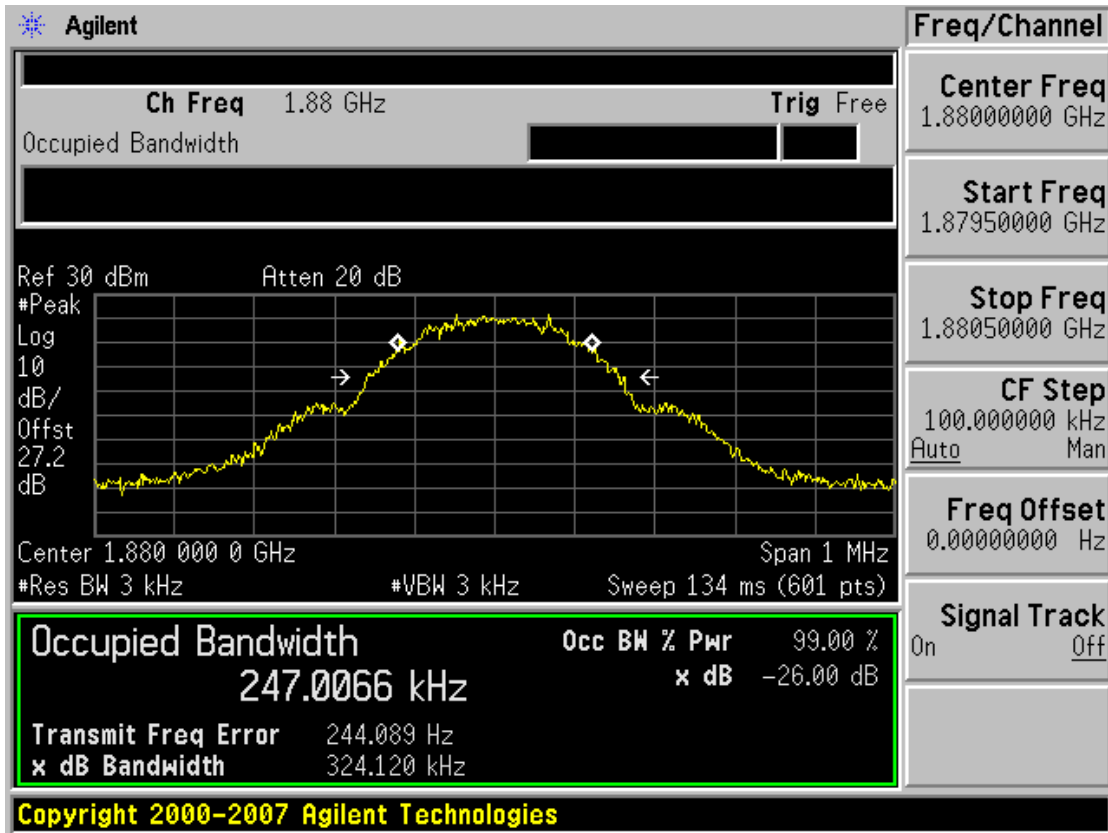 Agilent
Ch Freq 1.88 GHz Trig Free
Occupied Bandwidth
Ref 30 dBm Atten 20 dB
#Peak
Log
10
dB/
Offst
27.2
dB
Center 1.880 000 0 GHz Span 1 MHz
#Res BW 3 kHz #VBW 3 kHz Sweep 134 ms (601 pts)
Occupied Bandwidth
247.0066 kHz
Occ BW % Pwr 99.00 %
x dB -26.00 dB
Transmit Freq Error 244.089 Hz
x dB Bandwidth 324.120 kHz
Copyright 2000-2007 Agilent Technologies
Freq/Channel
Center Freq
1.88000000 GHz
Start Freq
1.87950000 GHz
Stop Freq
1.88050000 GHz
CF Step
100.000000 kHz
Auto Man
Freq Offset
0.00000000 Hz
Signal Track
On Off